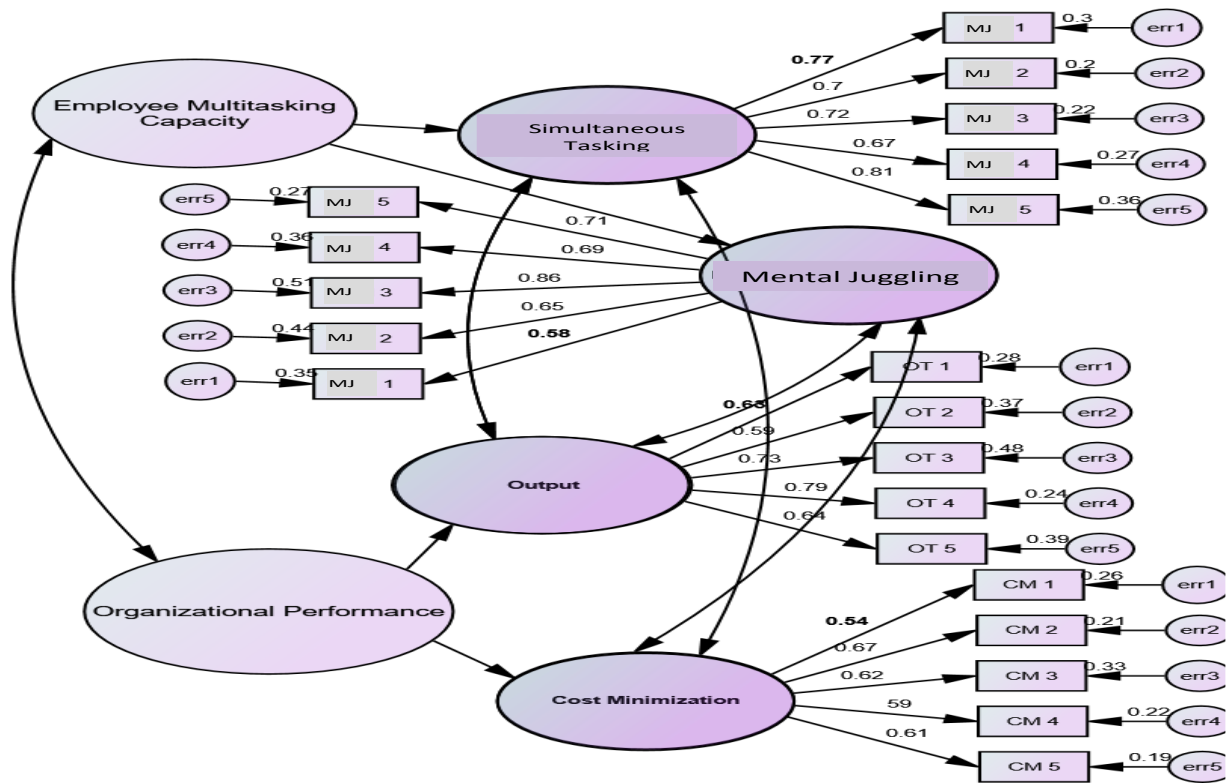 MJ 1
0.3
err1
0.77
Employee Multitasking
Capacity
Simultaneous
Tasking
0.7
MJ 2
0.2
err2
0.72
MJ 3
0.22
err3
0.67
MJ 4
0.27
err4
0.81
MJ 5
0.36
err5
err5
0.27
MJ 5
0.71
err4
0.36
MJ 4
0.69
Mental Juggling
err3
0.51
MJ 3
0.86
err2
0.44
MJ 2
0.65
err1
0.35
MJ 1
0.58
OT 1
0.28
err1
0.63
OT 2
0.37
err2
0.59
OT 3
0.48
err3
0.73
Output
OT 4
0.24
err4
0.79
OT 5
0.39
err5
0.64
Organizational Performance
CM 1
0.26
err1
0.54
CM 2
0.21
err2
0.67
CM 3
0.33
err3
0.62
Cost Minimization
CM 4
0.22
err4
59
CM 5
0.19
err5
0.61